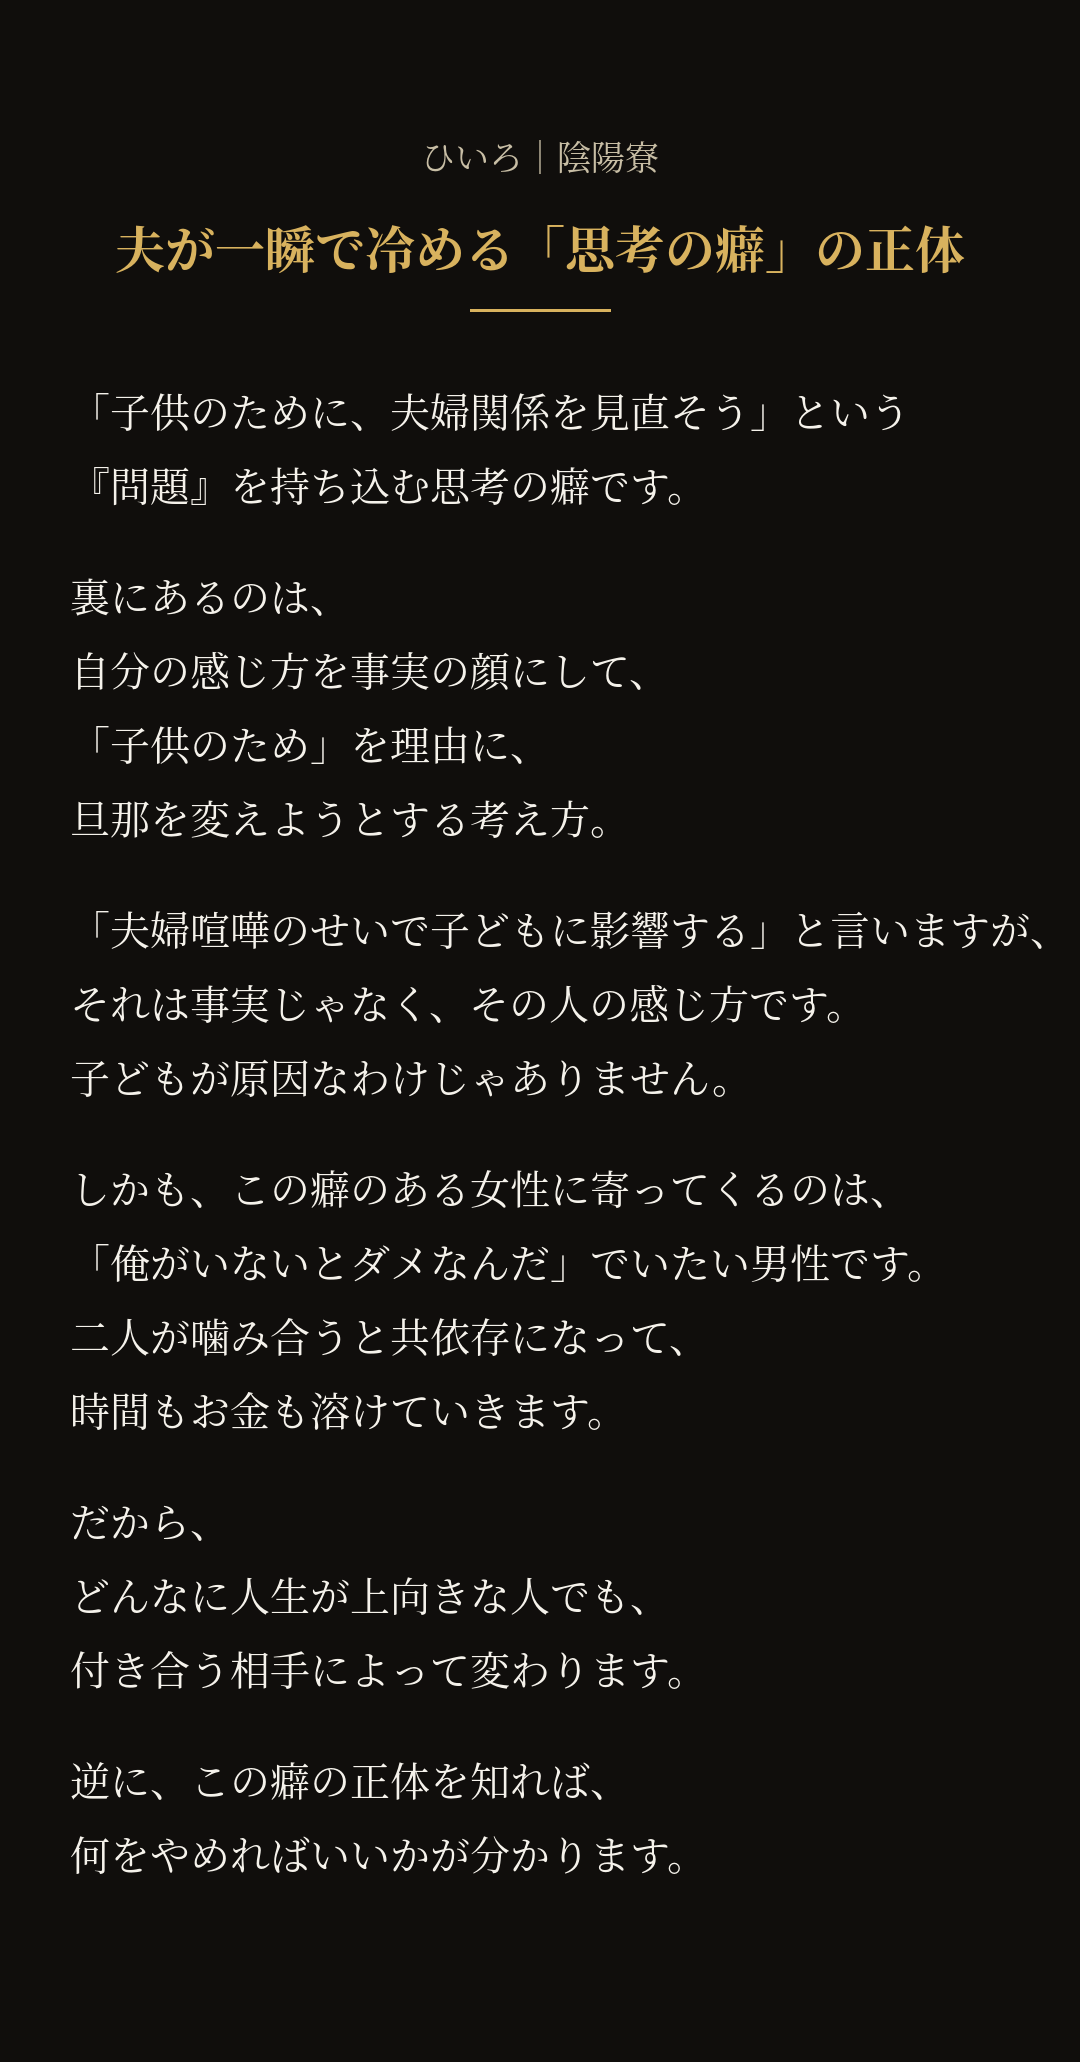 ひいろ｜陰陽寮
夫が一瞬で冷める「思考の癖」の正体
「子供のために、夫婦関係を見直そう」という
『問題』を持ち込む思考の癖です。
裏にあるのは、
自分の感じ方を事実の顔にして、
「子供のため」を理由に、
旦那を変えようとする考え方。
「夫婦喧嘩のせいで子どもに影響する」と言いますが、
それは事実じゃなく、その人の感じ方です。
子どもが原因なわけじゃありません。
しかも、この癖のある女性に寄ってくるのは、
「俺がいないとダメなんだ」でいたい男性です。
二人が噛み合うと共依存になって、
時間もお金も溶けていきます。
だから、
どんなに人生が上向きな人でも、
付き合う相手によって変わります。
逆に、この癖の正体を知れば、
何をやめればいいかが分かります。